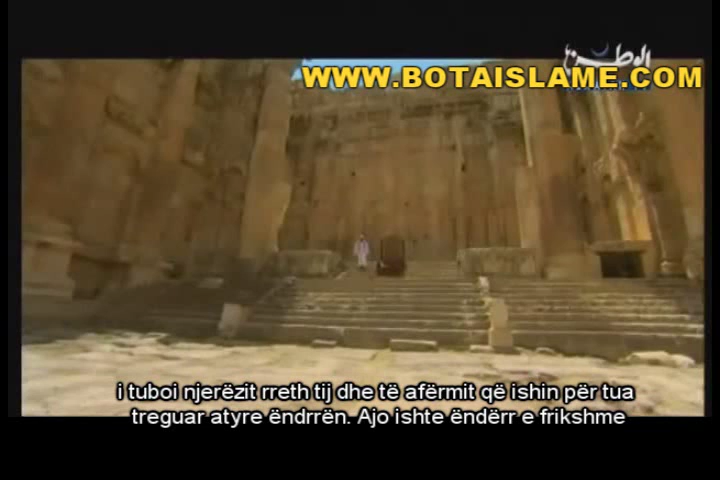 الوطن
WWW.BOTAISLAME.COM
i tuboi njerëzit rreth tij dhe të afërmit që ishin për tua
treguar atyre ëndrrën. Ajo ishte ëndërr e frikshme